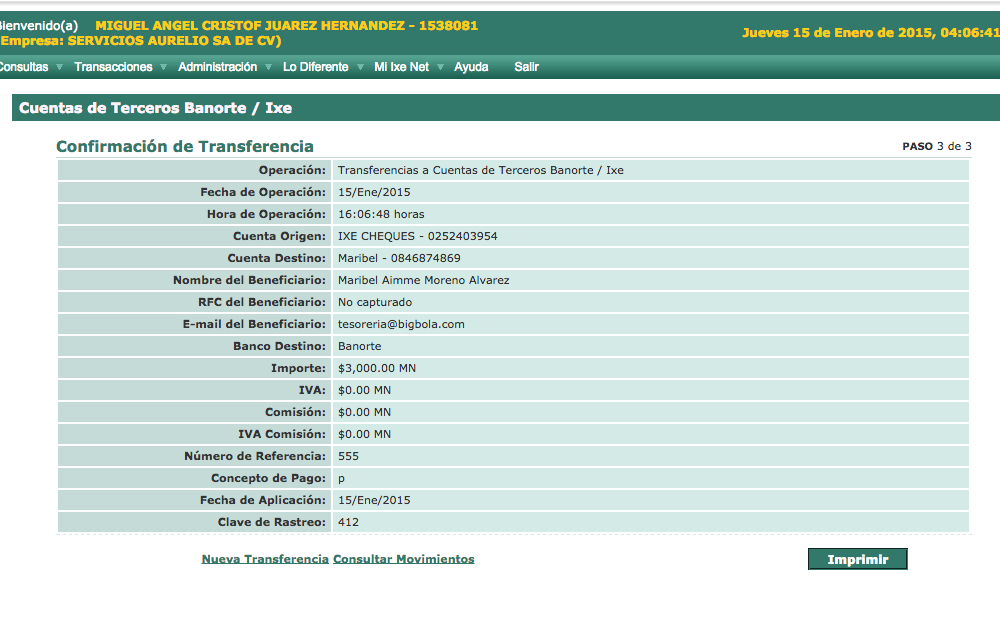 Bienvenido(a) MIGUEL ANGEL CRISTOF JUAREZ HERNANDEZ - 1538081
Empresa: SERVICIOS AURELIO SA DE CV)
Jueves 15 de Enero de 2015, 04:06:41
Consultas Transacciones Administración Lo Diferente Mi Ixe Net Ayuda Salir
Cuentas de Terceros Banorte / Ixe
Confirmación de Transferencia
PASO 3 de 3
Operación: Transferencias a Cuentas de Terceros Banorte / Ixe
Fecha de Operación: 15/Ene/2015
Hora de Operación: 16:06:48 horas
Cuenta Origen: IXE CHEQUES - 0252403954
Cuenta Destino: Maribel - 0846874869
Nombre del Beneficiario: Maribel Aimme Moreno Alvarez
RFC del Beneficiario: No capturado
E-mail del Beneficiario: tesoreria@bigbola.com
Banco Destino: Banorte
Importe: $3,000.00 MN
IVA: $0.00 MN
Comisión: $0.00 MN
IVA Comisión: $0.00 MN
Número de Referencia: 555
Concepto de Pago: p
Fecha de Aplicación: 15/Ene/2015
Clave de Rastreo: 412
Nueva Transferencia Consultar Movimientos
Imprimir